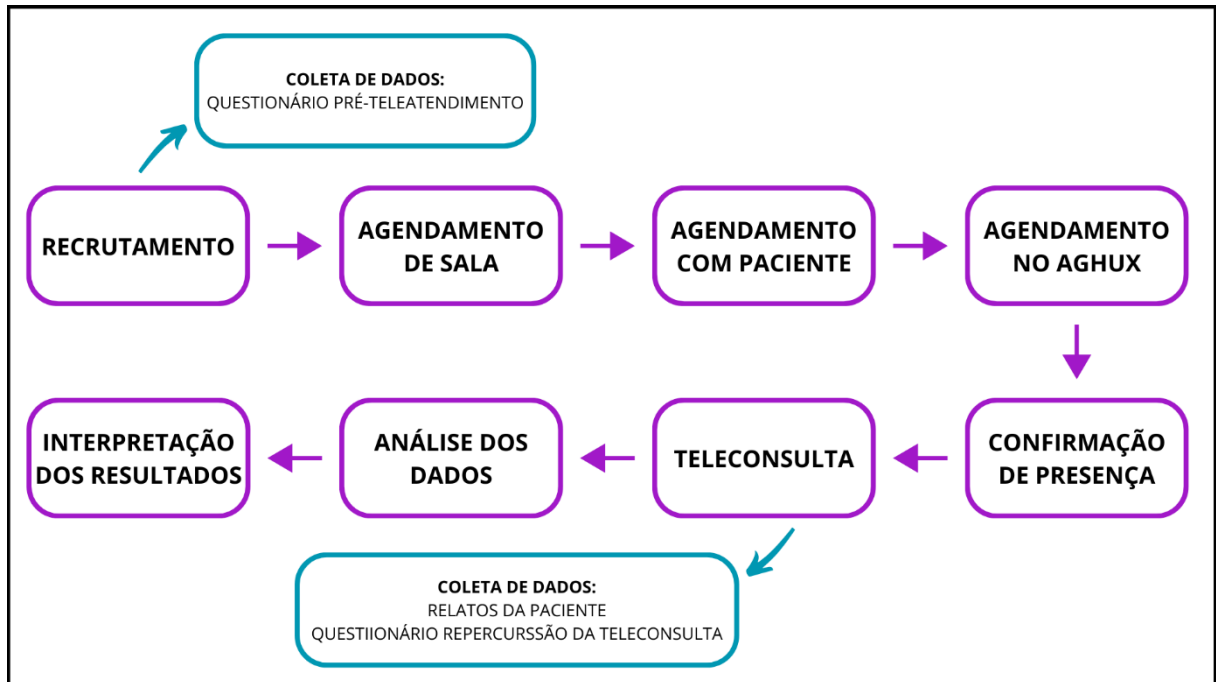 COLETA DE DADOS:
QUESTIONÁRIO PRÉ-TELEATENDIMENTO
RECRUTAMENTO
AGENDAMENTO
DE SALA
AGENDAMENTO
COM PACIENTE
AGENDAMENTO
NO AGHUX
CONFIRMAÇÃO
DE PRESENÇA
TELECONSULTA
ANÁLISE DOS
DADOS
INTERPRETAÇÃO
DOS RESULTADOS
COLETA DE DADOS:
RELATOS DA PACIENTE
QUESTIIONÁRIO REPERCURSSÃO DA TELECONSULTA